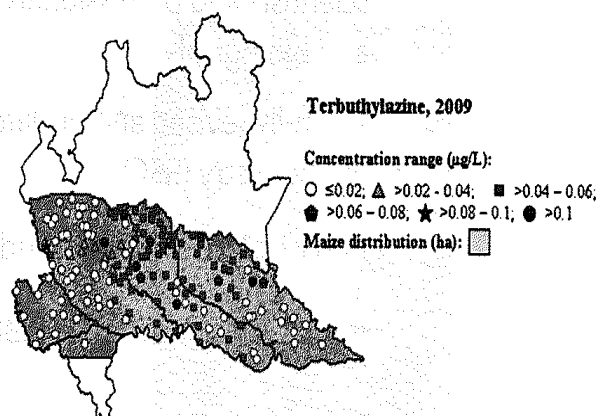 Terbuthylazine, 2009
Concentration range (µg/L):
○ ≤0.02; ▲ >0.02 - 0.04; ■ >0.04 – 0.06;
⬟ >0.06 – 0.08; ★ >0.08 – 0.1; ● >0.1
Maize distribution (ha):